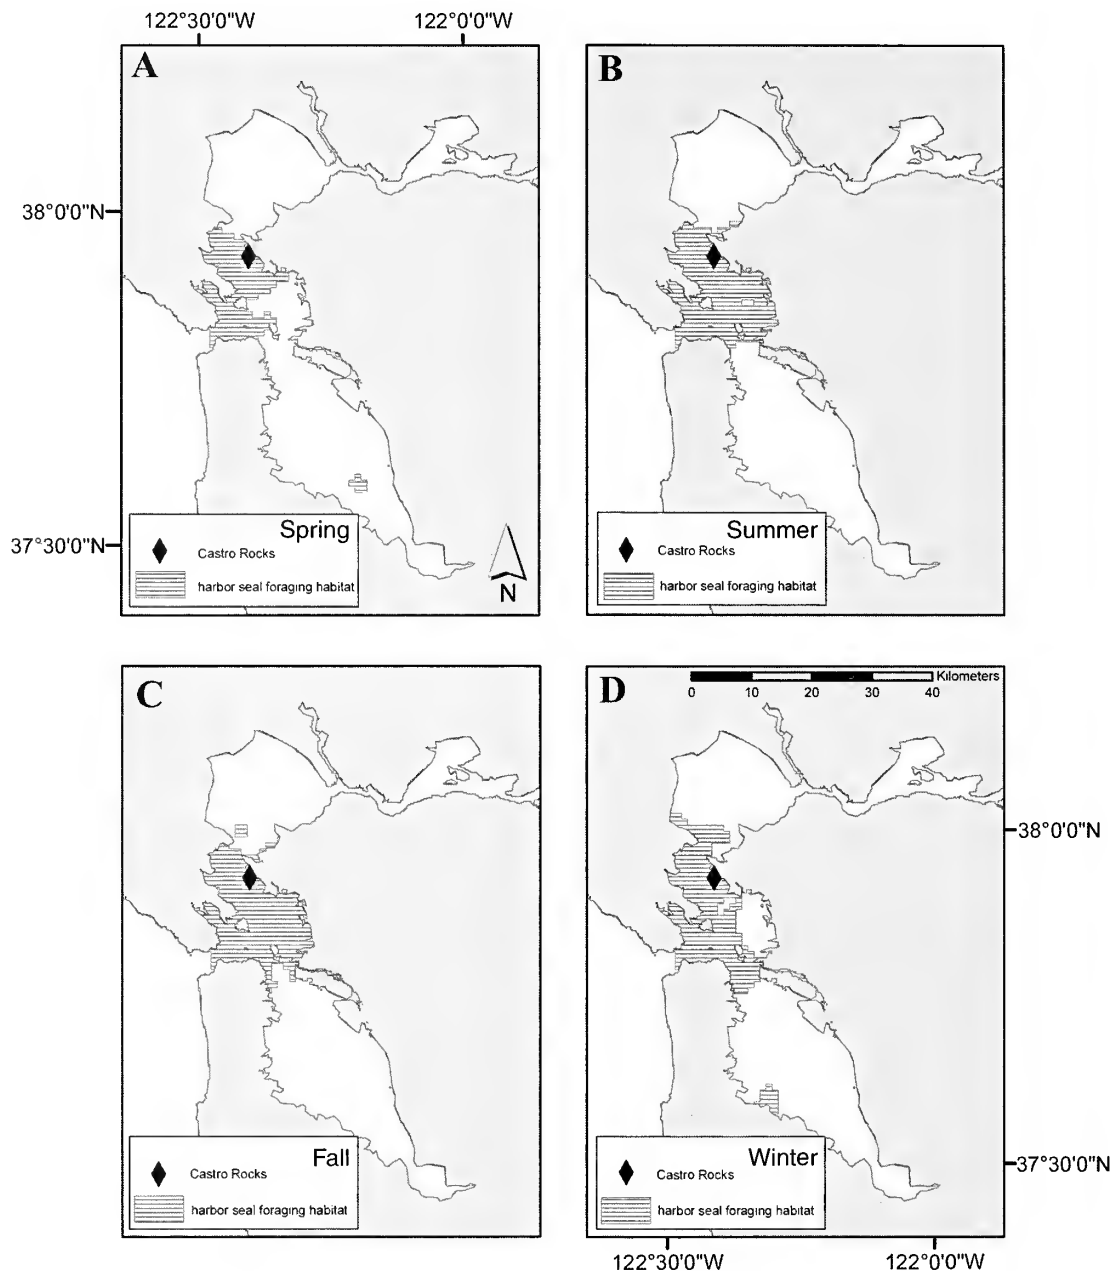 122°30'0"W 122°0'0"W
A
B
38°0'0"N
37°30'0"N
Spring
Castro Rocks
harbor seal foraging habitat
N
Summer
Castro Rocks
harbor seal foraging habitat
C
D
Kilometers
0 10 20 30 40
38°0'0"N
37°30'0"N
Fall
Castro Rocks
harbor seal foraging habitat
Winter
Castro Rocks
harbor seal foraging habitat
122°30'0"W 122°0'0"W